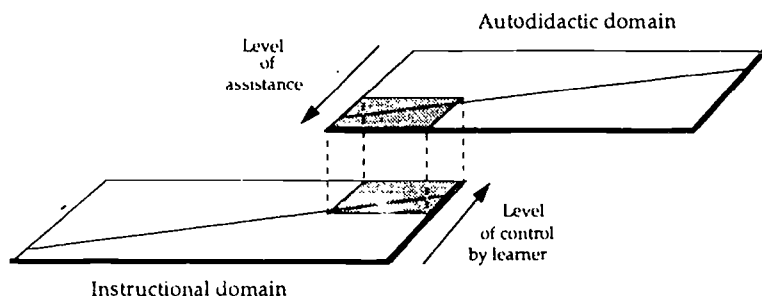 Autodidactic domain
Level
of
assistance
Level
of control
by learner
Instructional domain